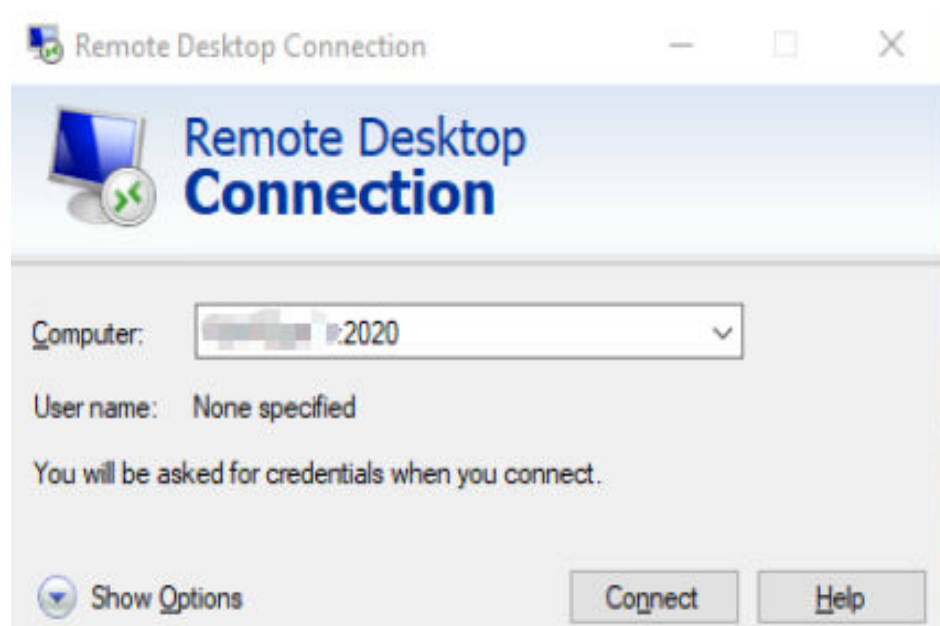 Remote Desktop Connection
Remote Desktop
Connection
Computer: :2020
User name: None specified
You will be asked for credentials when you connect.
Show Options Connect Help